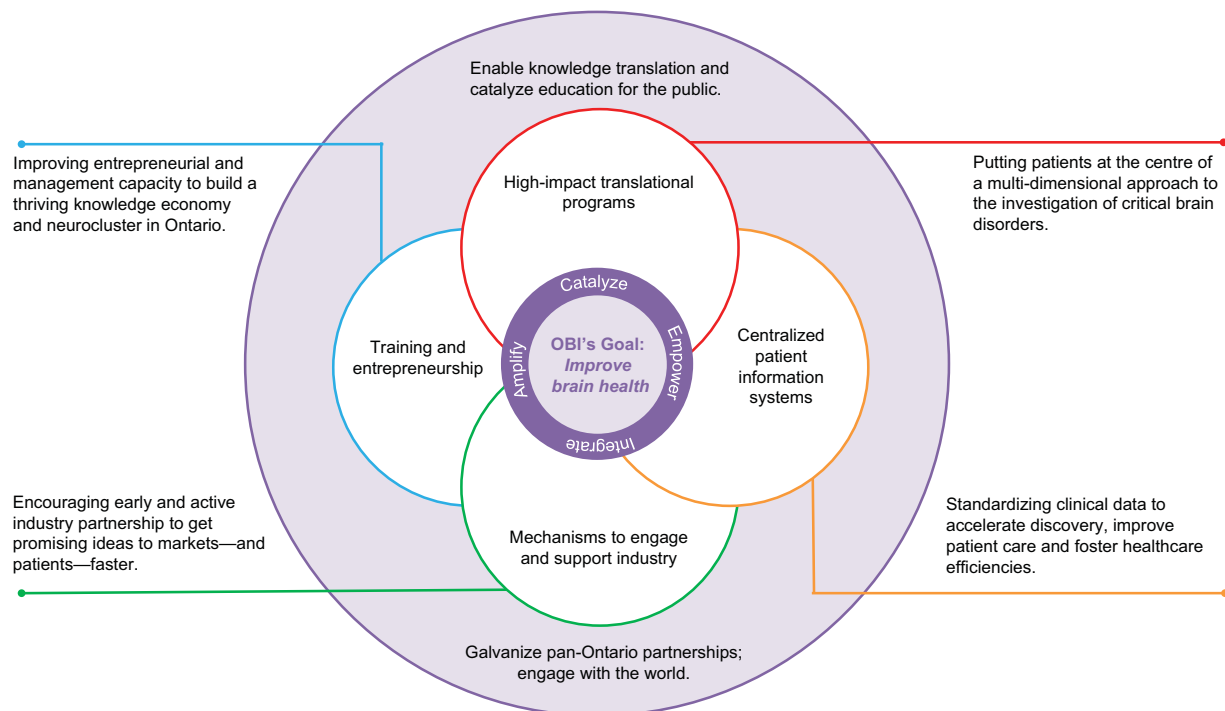 Enable knowledge translation and
catalyze education for the public.
Improving entrepreneurial and
management capacity to build a
thriving knowledge economy
and neurocluster in Ontario.
High-impact translational
programs
Putting patients at the centre of
a multi-dimensional approach to
the investigation of critical brain
disorders.
Training and
entrepreneurship
Catalyze
Empower
Integrate
Amplify
OBI's Goal:
Improve
brain health
Centralized
patient
information
systems
Encouraging early and active
industry partnership to get
promising ideas to markets—and
patients—faster.
Mechanisms to engage
and support industry
Standardizing clinical data to
accelerate discovery, improve
patient care and foster healthcare
efficiencies.
Galvanize pan-Ontario partnerships;
engage with the world.